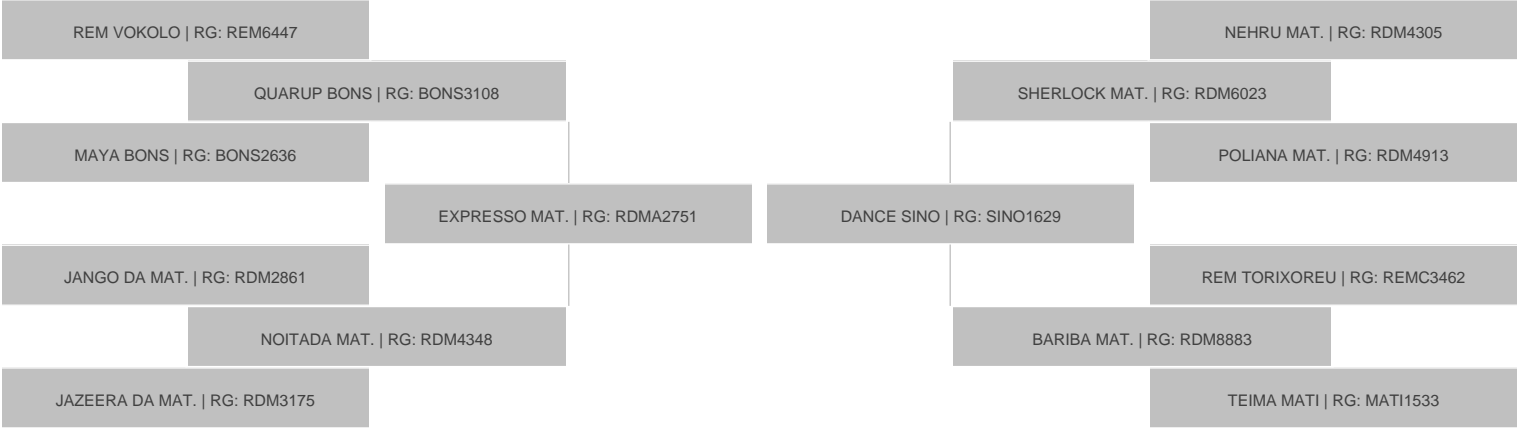 REM VOKOLO | RG: REM6447
NEHRU MAT. | RG: RDM4305
QUARUP BONS | RG: BONS3108
SHERLOCK MAT. | RG: RDM6023
MAYA BONS | RG: BONS2636
POLIANA MAT. | RG: RDM4913
EXPRESSO MAT. | RG: RDMA2751
DANCE SINO | RG: SINO1629
JANGO DA MAT. | RG: RDM2861
REM TORIXOREU | RG: REMC3462
NOITADA MAT. | RG: RDM4348
BARIBA MAT. | RG: RDM8883
JAZEERA DA MAT. | RG: RDM3175
TEIMA MATI | RG: MATI1533